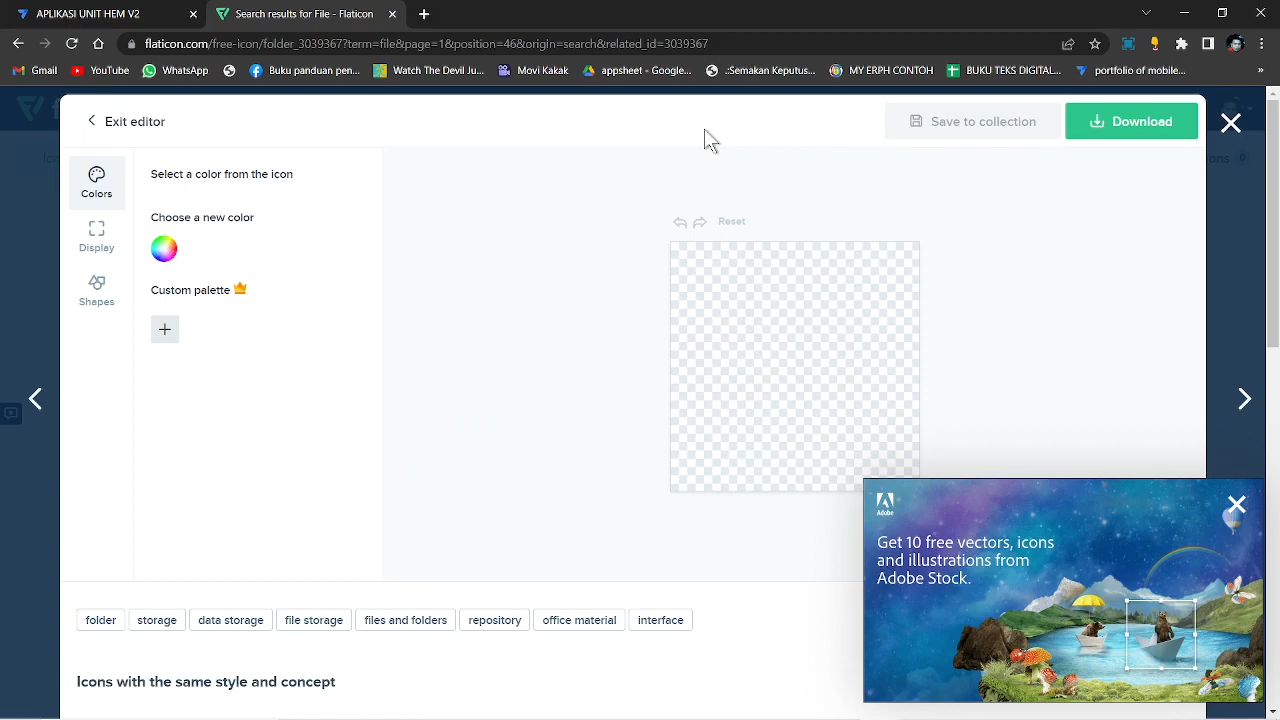 APLIKASI UNIT HEM V2
Search results for File - Flaticon
flaticon.com/free-icon/folder_3039367?term=file&page=1&position=46&origin=search&related_id=3039367
Gmail
YouTube
WhatsApp
Buku panduan pen...
Watch The Devil Ju...
Movi Kakak
appsheet - Google...
:Semakan Keputus...
MY ERPH CONTOH
BUKU TEKS DIGITAL...
portfolio of mobile...
»
Exit editor
Save to collection
Download
Colors
Display
Shapes
Select a color from the icon
Choose a new color
Custom palette
Reset
ons 0
Adobe
Get 10 free vectors, icons
and illustrations from
Adobe Stock.
folder
storage
data storage
file storage
files and folders
repository
office material
interface
Icons with the same style and concept